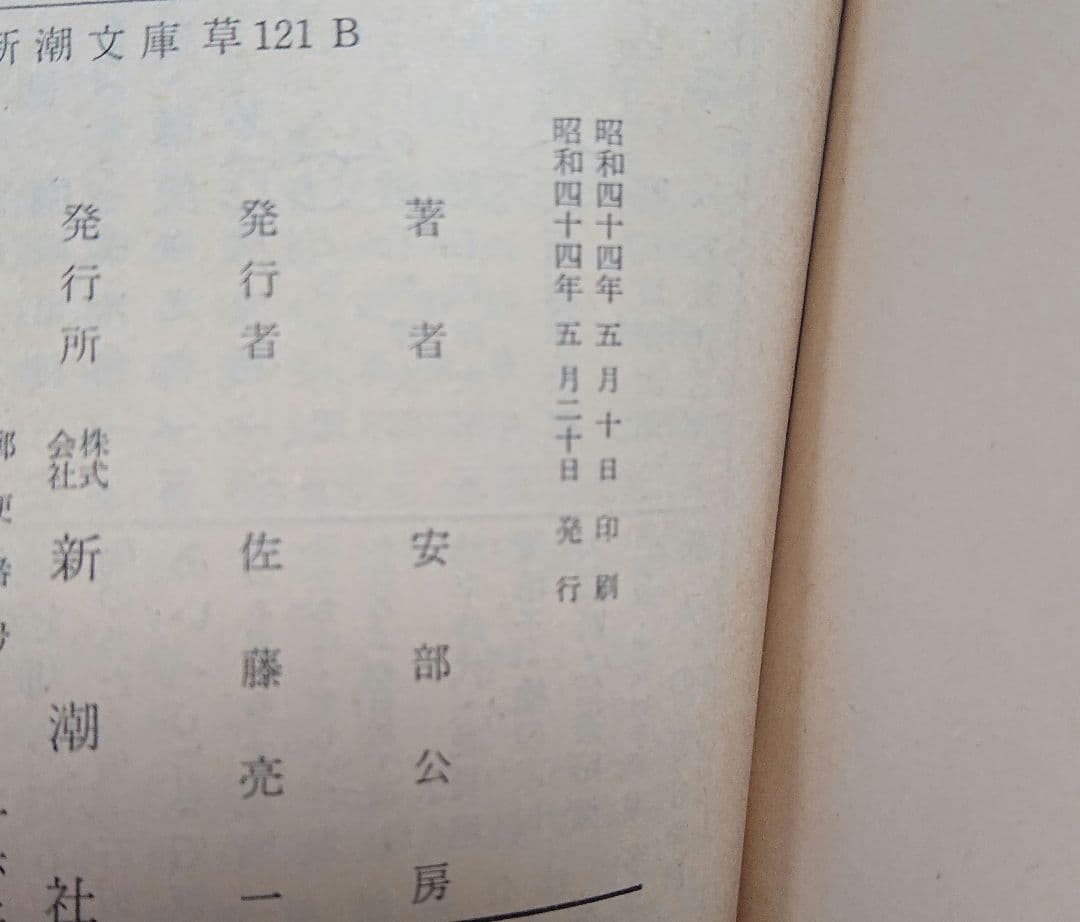 新潮文庫 草121B
昭和四十四年五月十日 印刷
昭和四十四年五月二十日 発行
著者 安部公房
発行者 佐藤亮一
発行所 株式会社 新潮社